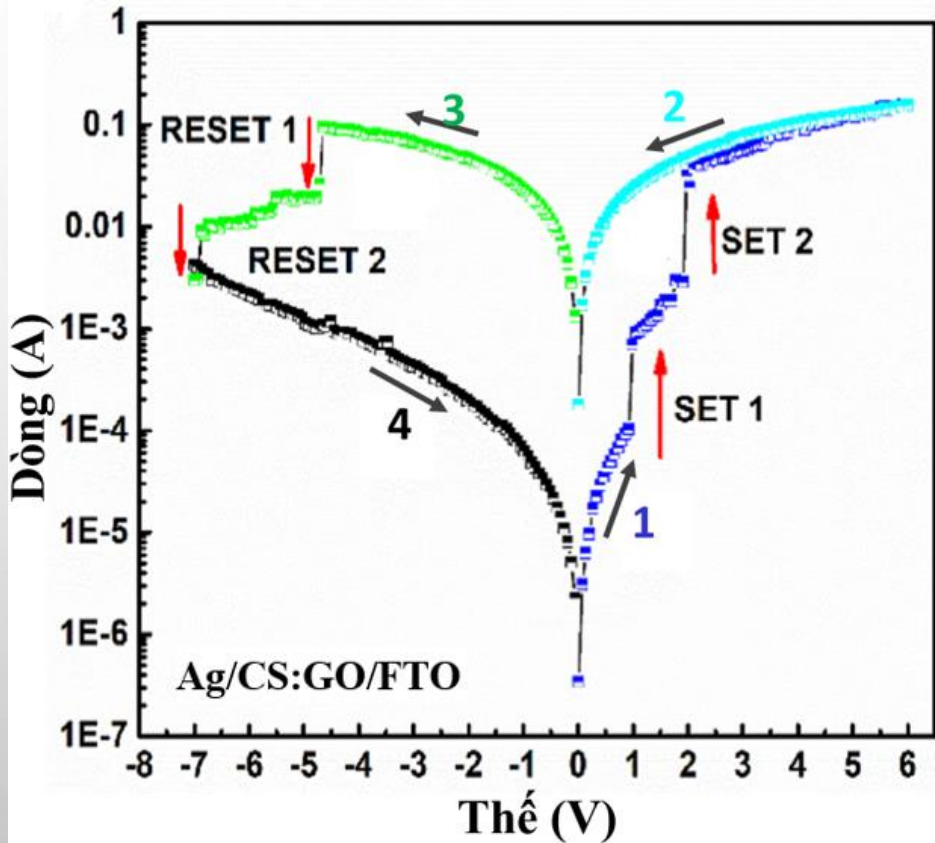 1
0.1
0.01
1E-3
1E-4
1E-5
1E-6
1E-7
Dòng (A)
RESET 1
3
2
RESET 2
SET 2
4
SET 1
1
Ag/CS:GO/FTO
-8 -7 -6 -5 -4 -3 -2 -1 0 1 2 3 4 5 6
Thế (V)